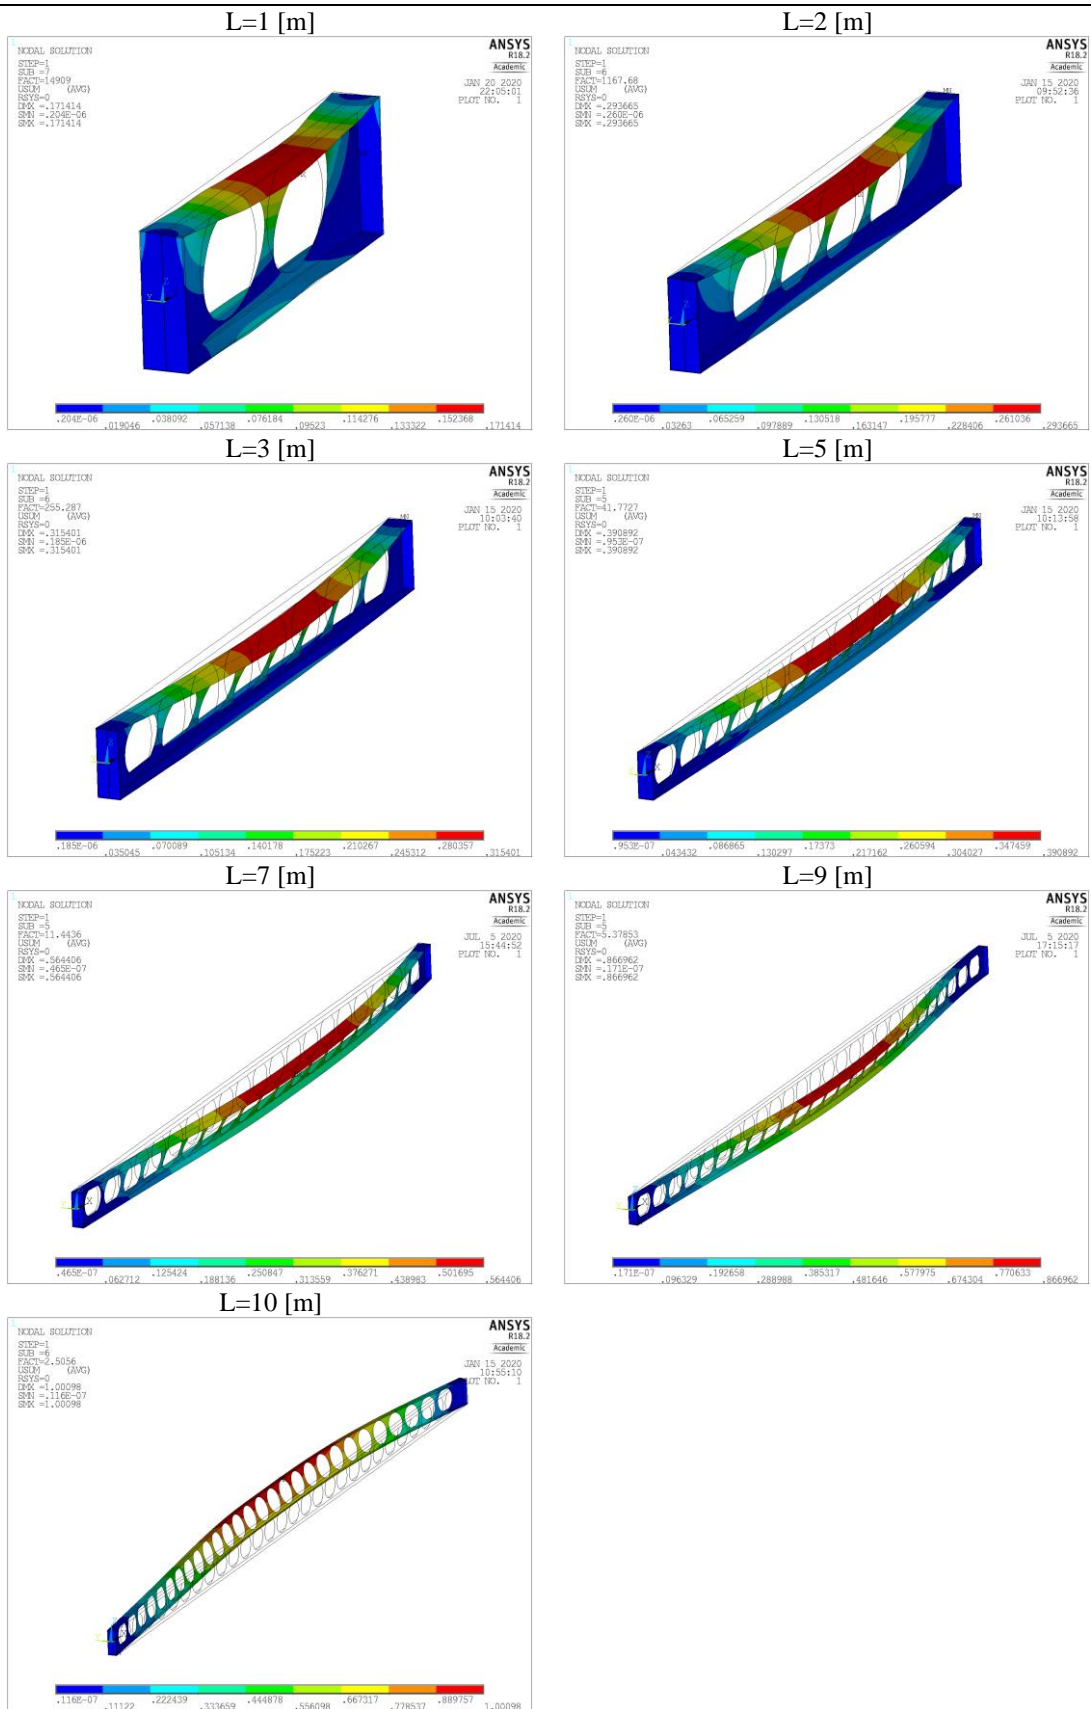 L=1 [m]
1
NODAL SOLUTION
STEP=1
SUB =7
FACT=14909
USUM (AVG)
RSYS=0
DMX =.171414
SMN =.204E-06
SMX =.171414
ANSYS
R18.2
Academic
JAN 20 2020
22:05:01
PLOT NO. 1
.204E-06 .038092 .076184 .114276 .152368
.019046 .057138 .09523 .133322 .171414
L=2 [m]
1
NODAL SOLUTION
STEP=1
SUB =6
FACT=1167.68
USUM (AVG)
RSYS=0
DMX =.293665
SMN =.260E-06
SMX =.293665
ANSYS
R18.2
Academic
JAN 15 2020
09:52:36
PLOT NO. 1
MN
.260E-06 .065259 .130518 .195777 .261036
.03263 .097889 .163147 .228406 .293665
L=3 [m]
1
NODAL SOLUTION
STEP=1
SUB =6
FACT=255.287
USUM (AVG)
RSYS=0
DMX =.315401
SMN =.185E-06
SMX =.315401
ANSYS
R18.2
Academic
JAN 15 2020
10:03:40
PLOT NO. 1
MN
.185E-06 .070089 .140178 .210267 .280357
.035045 .105134 .175223 .245312 .315401
L=5 [m]
1
NODAL SOLUTION
STEP=1
SUB =5
FACT=41.7727
USUM (AVG)
RSYS=0
DMX =.390892
SMN =.953E-07
SMX =.390892
ANSYS
R18.2
Academic
JAN 15 2020
10:13:58
PLOT NO. 1
MN
X
.953E-07 .086865 .17373 .260594 .347459
.043432 .130297 .217162 .304027 .390892
L=7 [m]
1
NODAL SOLUTION
STEP=1
SUB =5
FACT=11.4436
USUM (AVG)
RSYS=0
DMX =.564406
SMN =.465E-07
SMX =.564406
ANSYS
R18.2
Academic
JUL 5 2020
15:44:52
PLOT NO. 1
X
.465E-07 .125424 .250847 .376271 .501695
.062712 .188136 .313559 .438983 .564406
L=9 [m]
1
NODAL SOLUTION
STEP=1
SUB =5
FACT=5.37853
USUM (AVG)
RSYS=0
DMX =.866962
SMN =.171E-07
SMX =.866962
ANSYS
R18.2
Academic
JUL 5 2020
17:15:17
PLOT NO. 1
X
.171E-07 .192658 .385317 .577975 .770633
.096329 .288988 .481646 .674304 .866962
L=10 [m]
1
NODAL SOLUTION
STEP=1
SUB =6
FACT=2.5056
USUM (AVG)
RSYS=0
DMX =1.00098
SMN =.116E-07
SMX =1.00098
ANSYS
R18.2
Academic
JAN 15 2020
10:55:10
PLOT NO. 1
.116E-07 .222439 .444878 .667317 .889757
.11122 .333659 .556098 .778537 1.00098